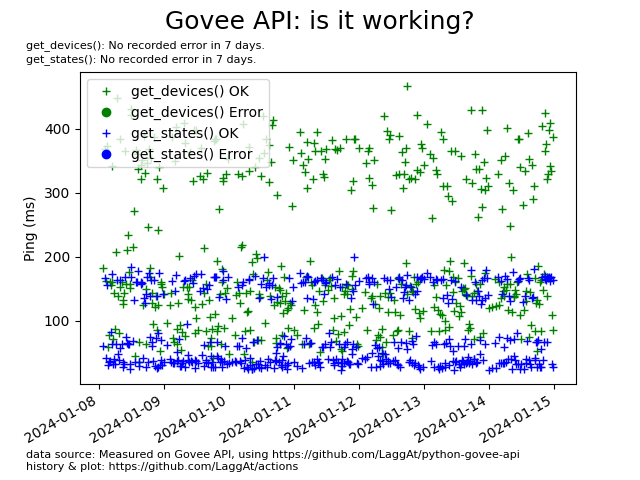 Govee API: is it working?
get_devices(): No recorded error in 7 days.
get_states(): No recorded error in 7 days.
get_devices() OK
get_devices() Error
get_states() OK
get_states() Error
Ping (ms)
400
300
200
100
2024-01-08
2024-01-09
2024-01-10
2024-01-11
2024-01-12
2024-01-13
2024-01-14
2024-01-15
data source: Measured on Govee API, using https://github.com/LaggAt/python-govee-api
history & plot: https://github.com/LaggAt/actions